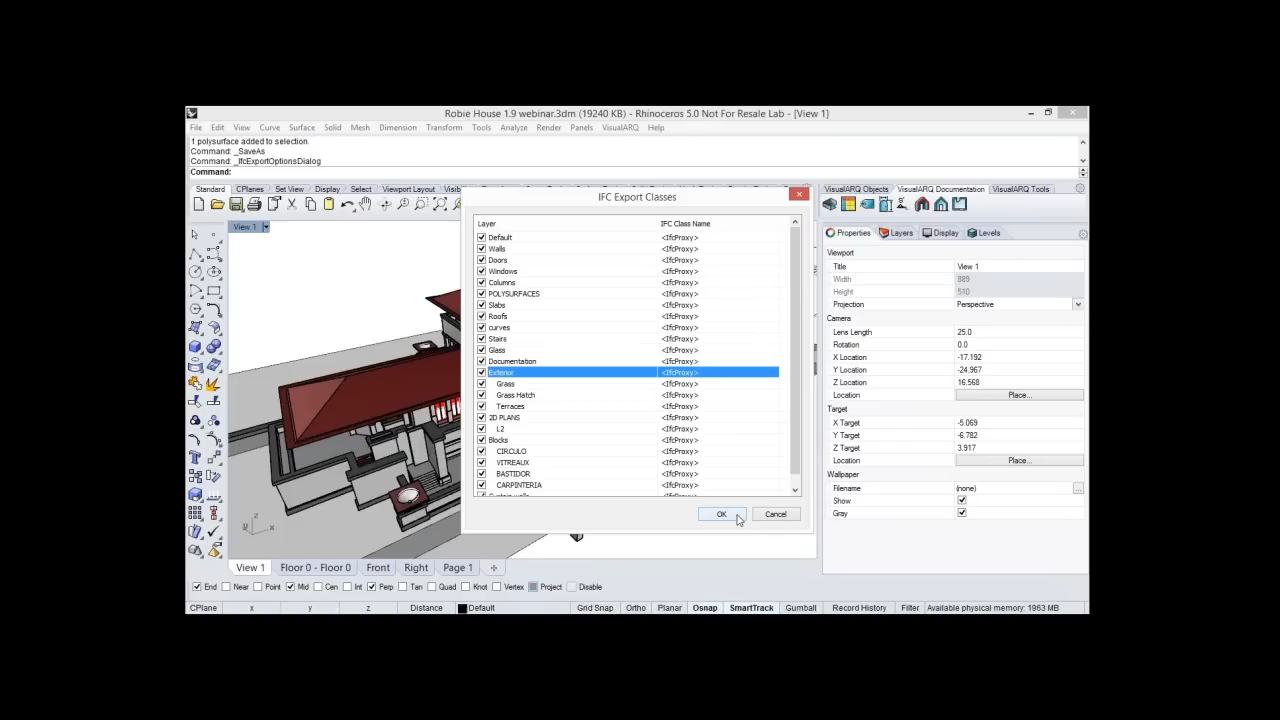 Robie House 1.9 webinar.3dm (19240 KB) - Rhinoceros 5.0 Not For Resale Lab - [View 1]
File Edit View Curve Surface Solid Mesh Dimension Transform Tools Analyze Render Panels VisualARQ Help
1 polysurface added to selection.
Command: _SaveAs
Command: _IfcExportOptionsDialog
Command:
Standard CPlanes Set View Display Select Viewport Layout
VisualARQ Objects VisualARQ Documentation VisualARQ Tools
View 1
IFC Export Classes
Layer IFC Class Name
Default <IfcProxy>
Walls <IfcProxy>
Doors <IfcProxy>
Windows <IfcProxy>
Columns <IfcProxy>
POLYSURFACES <IfcProxy>
Slabs <IfcProxy>
Roofs <IfcProxy>
curves <IfcProxy>
Stairs <IfcProxy>
Glass <IfcProxy>
Documentation <IfcProxy>
Exterior <IfcProxy>
Grass <IfcProxy>
Grass Hatch <IfcProxy>
Terraces <IfcProxy>
2D PLANS <IfcProxy>
L2 <IfcProxy>
Blocks <IfcProxy>
CIRCULO <IfcProxy>
VITREAUX <IfcProxy>
BASTIDOR <IfcProxy>
CARPINTERIA <IfcProxy>
OK Cancel
Properties Layers Display Levels
Viewport
Title View 1
Width 889
Height 510
Projection Perspective
Camera
Lens Length 25.0
Rotation 0.0
X Location -17.192
Y Location -24.967
Z Location 16.568
Location Place...
Target
X Target -5.069
Y Target -6.782
Z Target 3.917
Location Place...
Wallpaper
Filename (none) ...
Show
Gray
z
y x
View 1 Floor 0 - Floor 0 Front Right Page 1
End Near Point Mid Cen Int Perp Tan Quad Knot Vertex Project Disable
CPlane x y z Distance Default Grid Snap Ortho Planar Osnap SmartTrack Gumball Record History Filter Available physical memory: 1963 MB